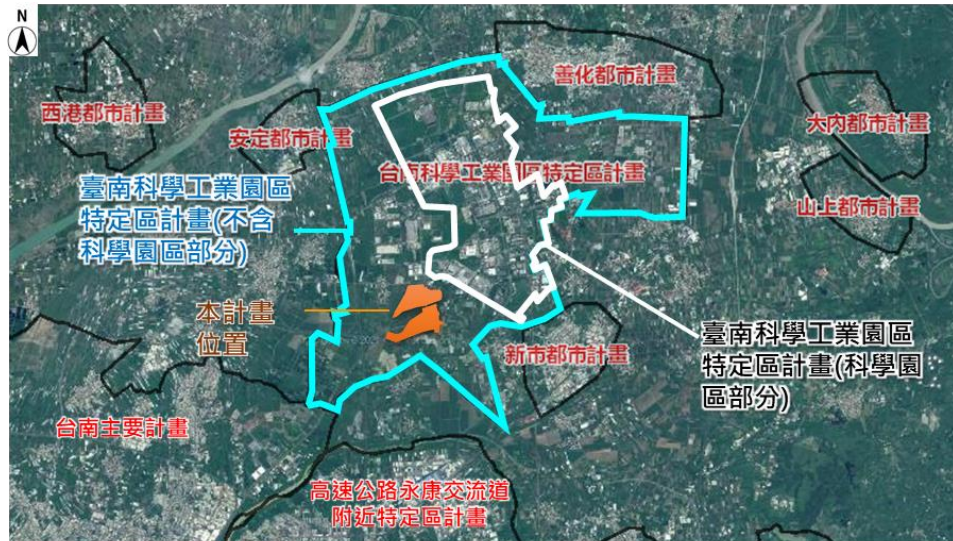 N
善化都市計畫
西港都市計畫
安定都市計畫
大內都市計畫
台南科學工業園區特定區計畫
臺南科學工業園區
特定區計畫(不含
科學園區部分)
山上都市計畫
本計畫
位置
新市都市計畫
臺南科學工業園區
特定區計畫(科學園
區部分)
台南主要計畫
高速公路永康交流道
附近特定區計畫